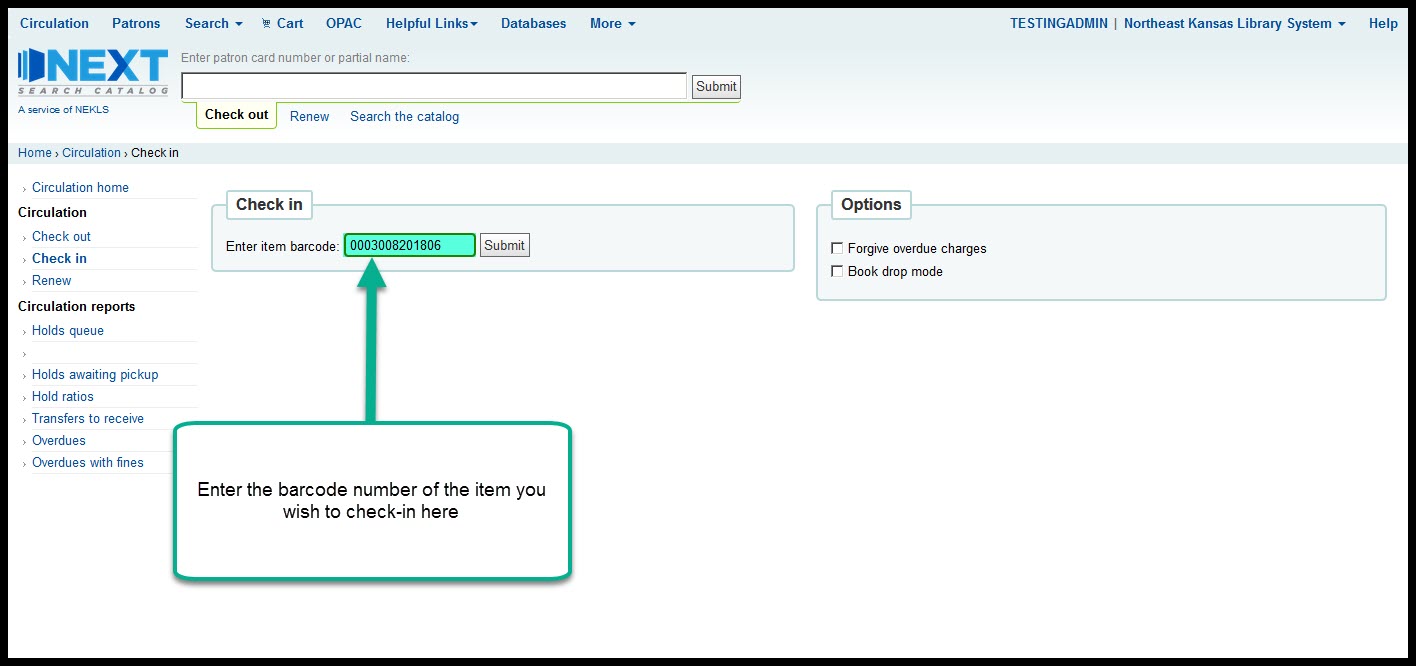 Circulation Patrons Search Cart OPAC Helpful Links Databases More TESTINGADMIN | Northeast Kansas Library System Help
NEXT
SEARCH CATALOG
A service of NEKLS
Enter patron card number or partial name:
Submit
Check out Renew Search the catalog
Home › Circulation › Check in
› Circulation home
Circulation
› Check out
› Check in
› Renew
Circulation reports
› Holds queue
›
› Holds awaiting pickup
› Hold ratios
› Transfers to receive
› Overdues
› Overdues with fines
Check in
Enter item barcode: 0003008201806 Submit
Enter the barcode number of the item you
wish to check-in here
Options
Forgive overdue charges
Book drop mode